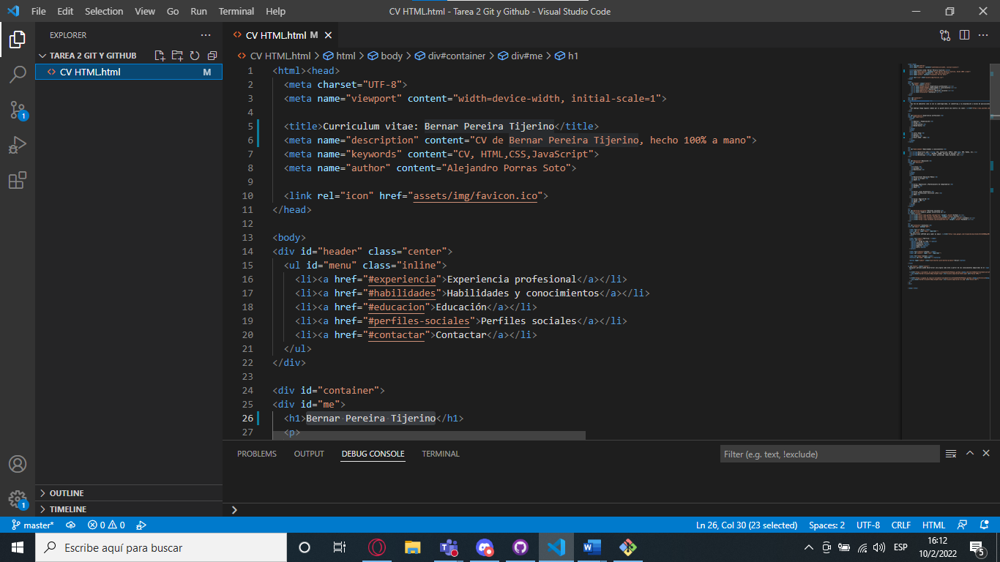 File Edit Selection View Go Run Terminal Help CV HTML.html - Tarea 2 Git y Github - Visual Studio Code
EXPLORER
TAREA 2 GIT Y GITHUB
CV HTML.html M
CV HTML.html M
CV HTML.html > html > body > div#container > div#me > h1
1 <html><head>
2 <meta charset="UTF-8">
3 <meta name="viewport" content="width=device-width, initial-scale=1">
4
5 <title>Curriculum vitae: Bernar Pereira Tijerino</title>
6 <meta name="description" content="CV de Bernar Pereira Tijerino, hecho 100% a mano">
7 <meta name="keywords" content="CV, HTML,CSS,JavaScript">
8 <meta name="author" content="Alejandro Porras Soto">
9
10 <link rel="icon" href="assets/img/favicon.ico">
11 </head>
12
13 <body>
14 <div id="header" class="center">
15 <ul id="menu" class="inline">
16 <li><a href="#experiencia">Experiencia profesional</a></li>
17 <li><a href="#habilidades">Habilidades y conocimientos</a></li>
18 <li><a href="#educacion">Educación</a></li>
19 <li><a href="#perfiles-sociales">Perfiles sociales</a></li>
20 <li><a href="#contactar">Contactar</a></li>
21 </ul>
22 </div>
23
24 <div id="container">
25 <div id="me">
26 <h1>Bernar Pereira Tijerino</h1>
27 <p>
PROBLEMS OUTPUT DEBUG CONSOLE TERMINAL Filter (e.g. text, !exclude)
1
1
OUTLINE
TIMELINE
master* 0 0 Ln 26, Col 30 (23 selected) Spaces: 2 UTF-8 CRLF HTML
Escribe aquí para buscar
ESP
16:12
10/2/2022
5